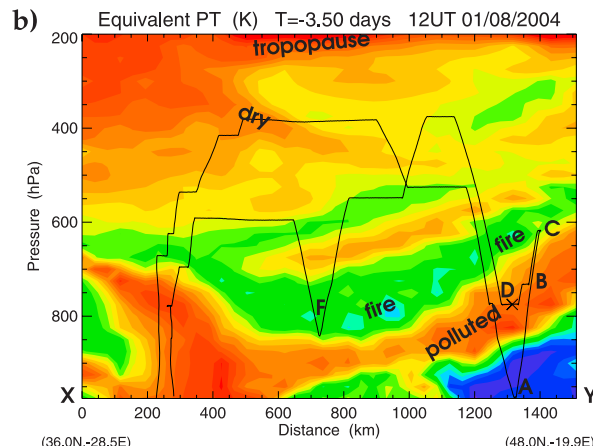 b) Equivalent PT (K) T=-3.50 days 12UT 01/08/2004
200
400
600
800
Pressure (hPa)
tropopause
dry
fire
C
B
D
F
fire
polluted
A
X
Y
0 200 400 600 800 1000 1200 1400
Distance (km)
(36.0N,-28.5E) (48.0N,-19.9E)